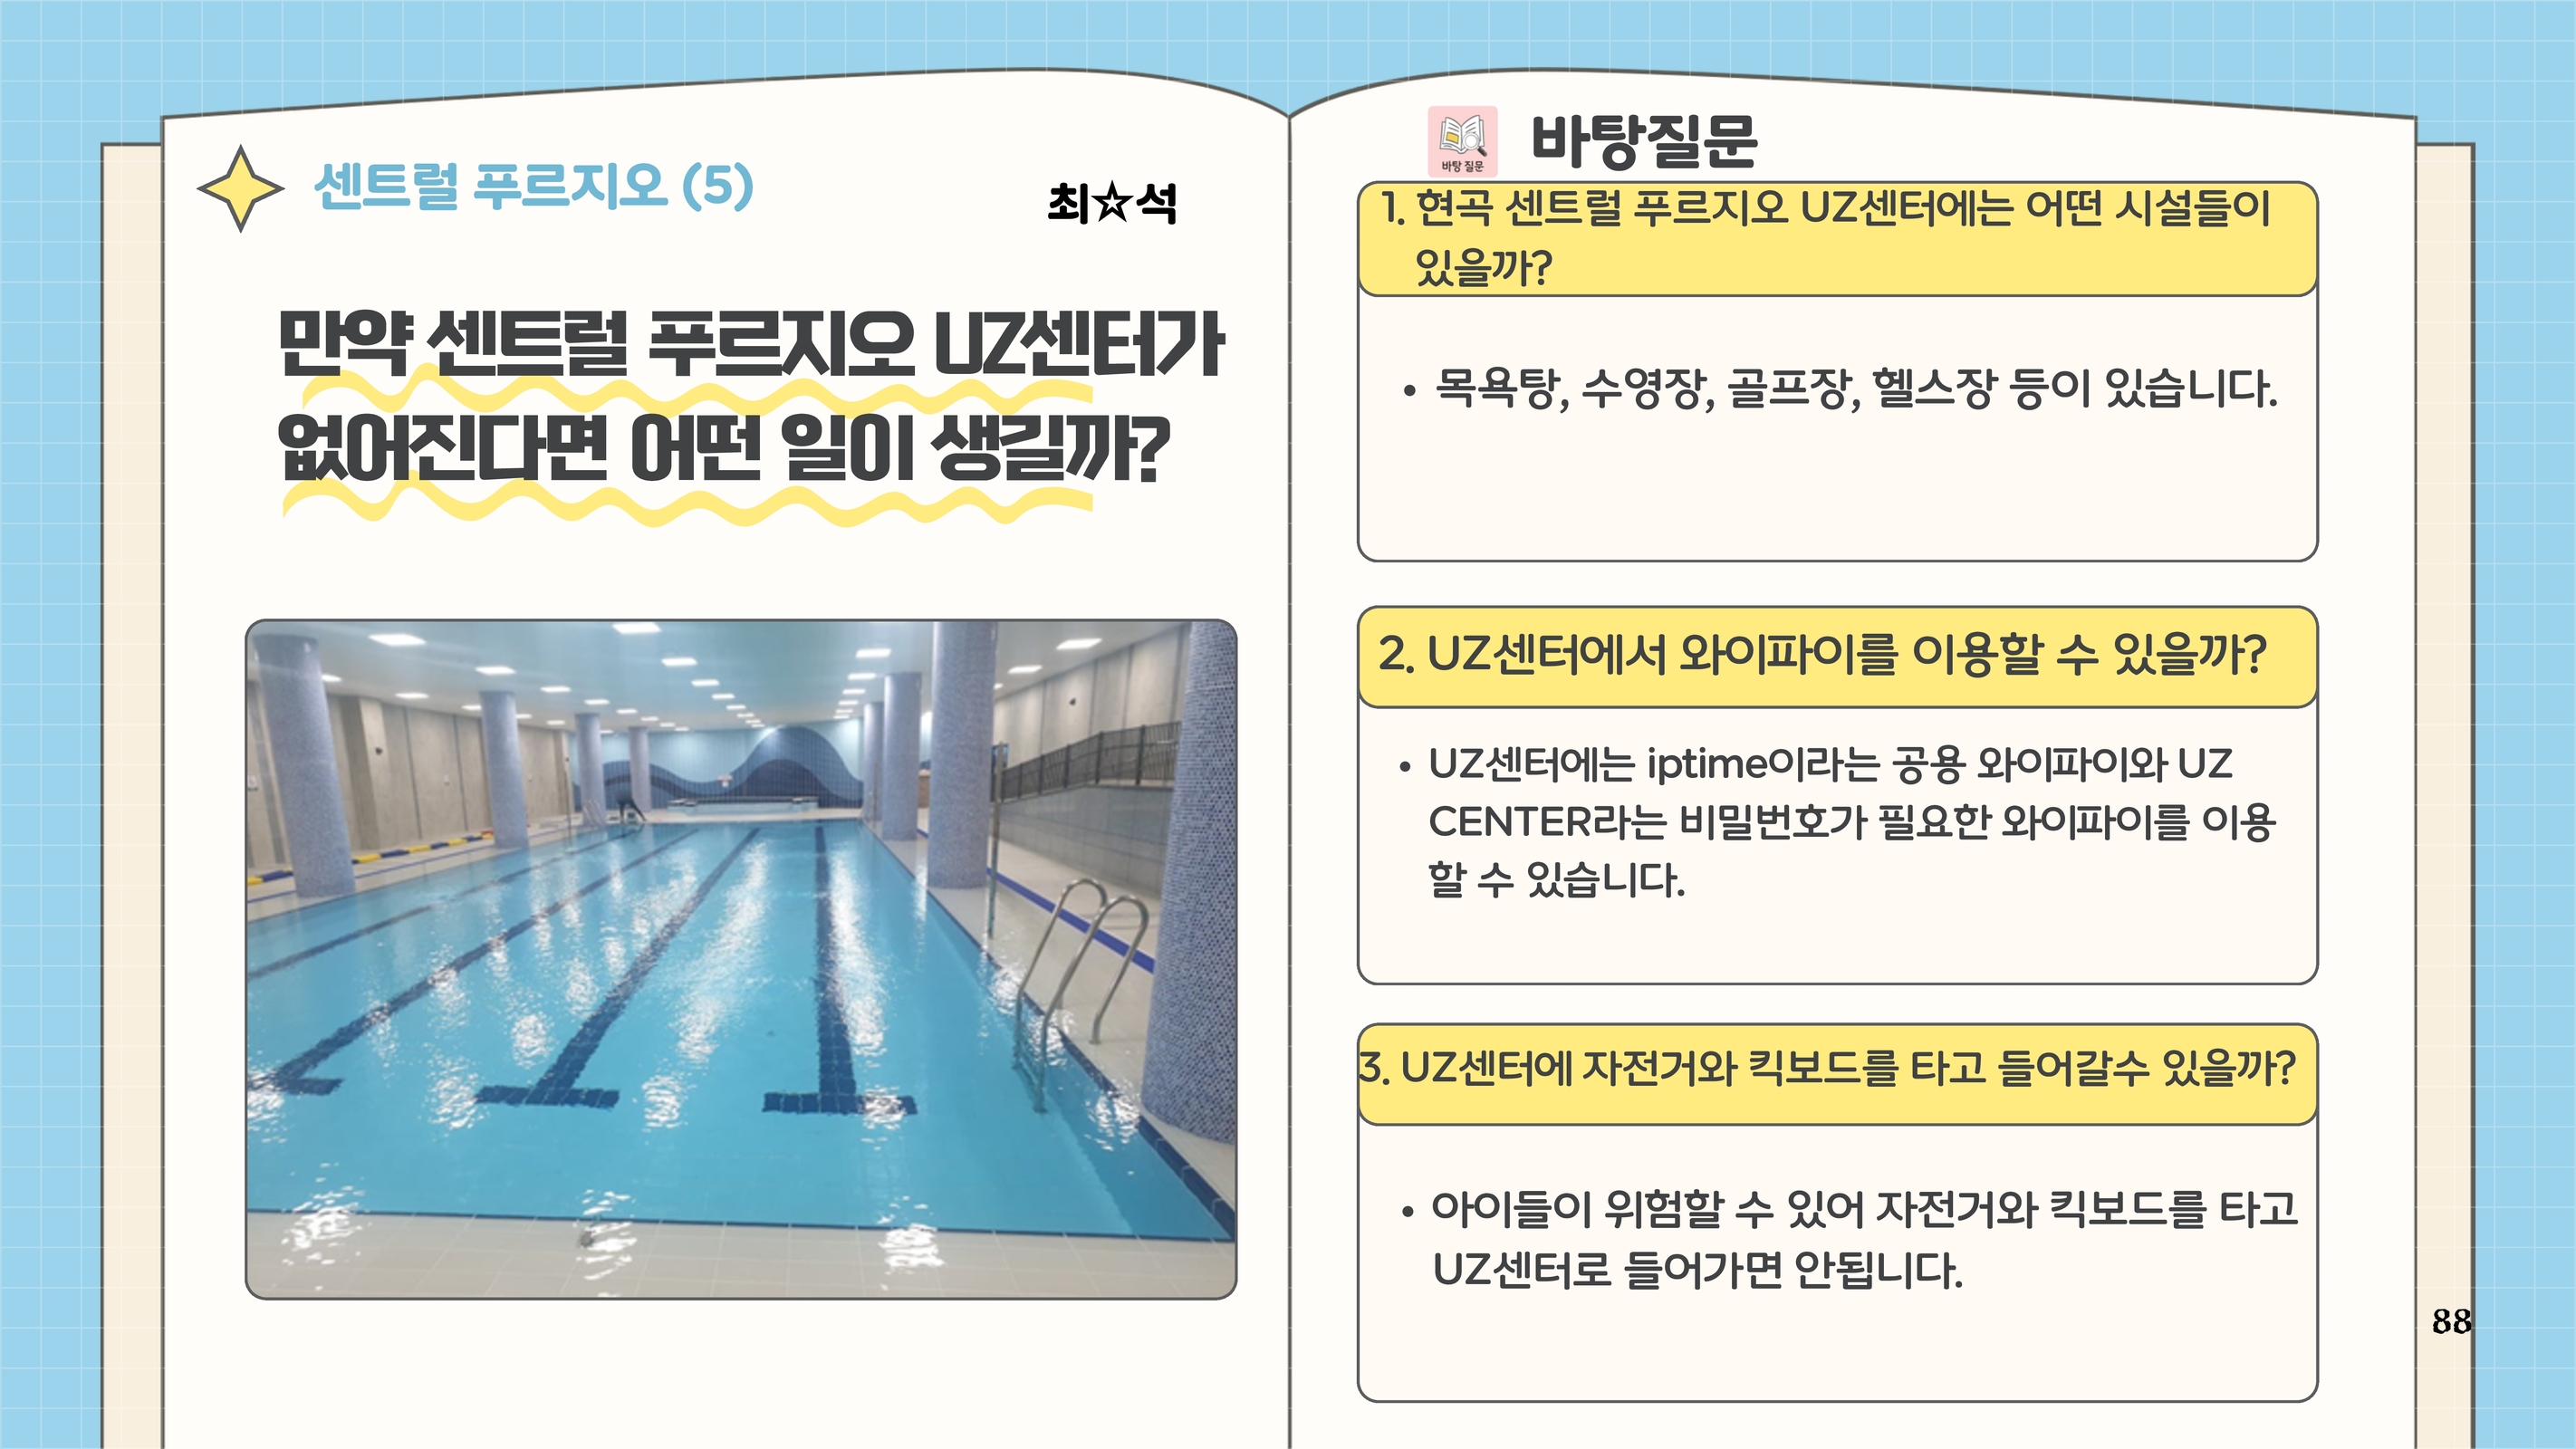 센트럴 푸르지오 (5)
최☆석
만약 센트럴 푸르지오 UZ센터가
없어진다면 어떤 일이 생길까?
바탕 질문
바탕질문
1. 현곡 센트럴 푸르지오 UZ센터에는 어떤 시설들이
있을까?
• 목욕탕, 수영장, 골프장, 헬스장 등이 있습니다.
2. UZ센터에서 와이파이를 이용할 수 있을까?
• UZ센터에는 iptime이라는 공용 와이파이와 UZ
CENTER라는 비밀번호가 필요한 와이파이를 이용
할 수 있습니다.
3. UZ센터에 자전거와 킥보드를 타고 들어갈수 있을까?
• 아이들이 위험할 수 있어 자전거와 킥보드를 타고
UZ센터로 들어가면 안됩니다.
88